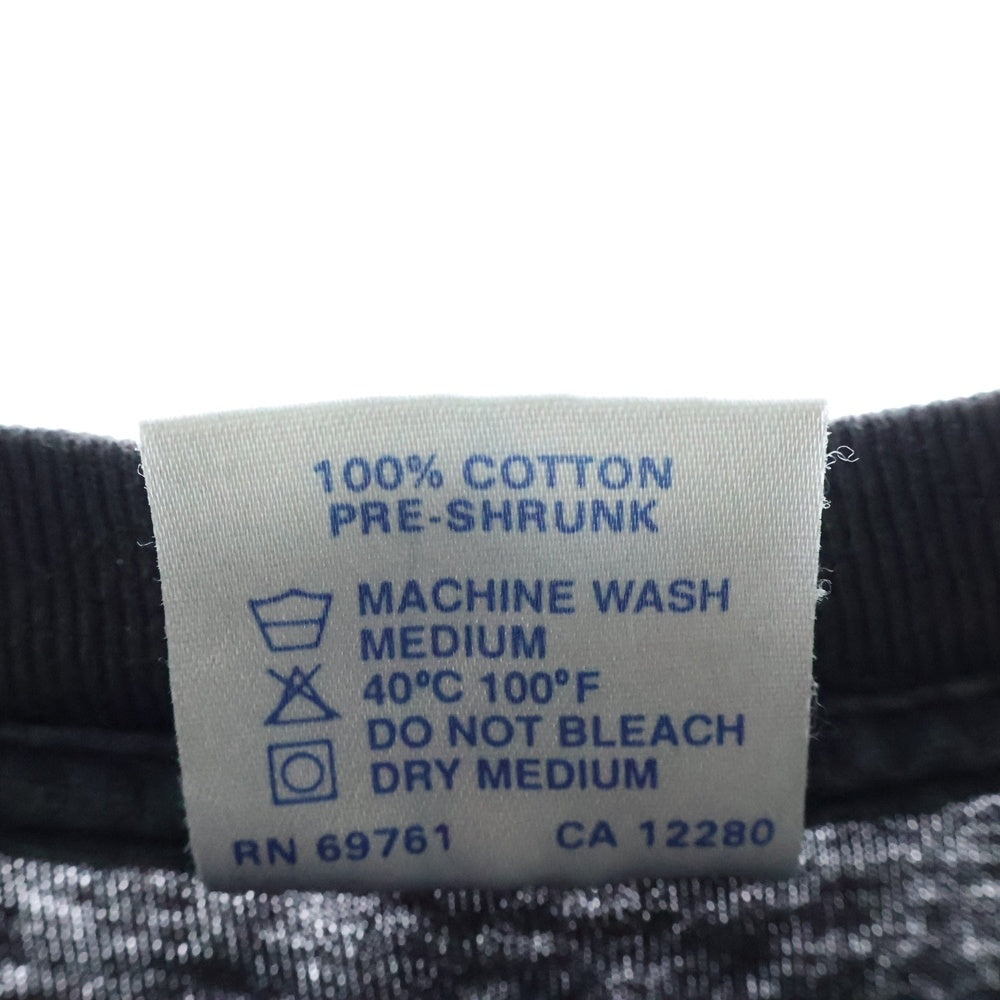 100% COTTON
PRE-SHRUNK
MACHINE WASH
MEDIUM
40°C 100°F
DO NOT BLEACH
DRY MEDIUM
RN 69761 CA 12280